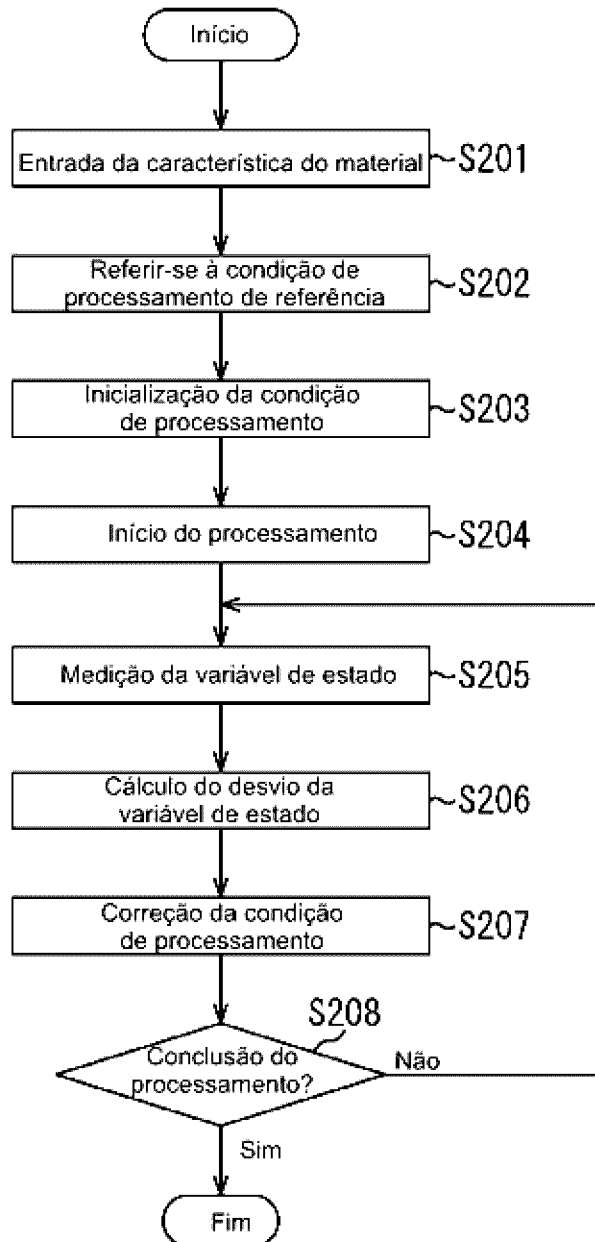 Início
Entrada da característica do material
S201
Referir-se à condição de
processamento de referência
S202
Inicialização da condição
de processamento
S203
Início do processamento
S204
Medição da variável de estado
S205
Cálculo do desvio da
variável de estado
S206
Correção da condição
de processamento
S207
S208
Conclusão do
processamento?
Não
Sim
Fim